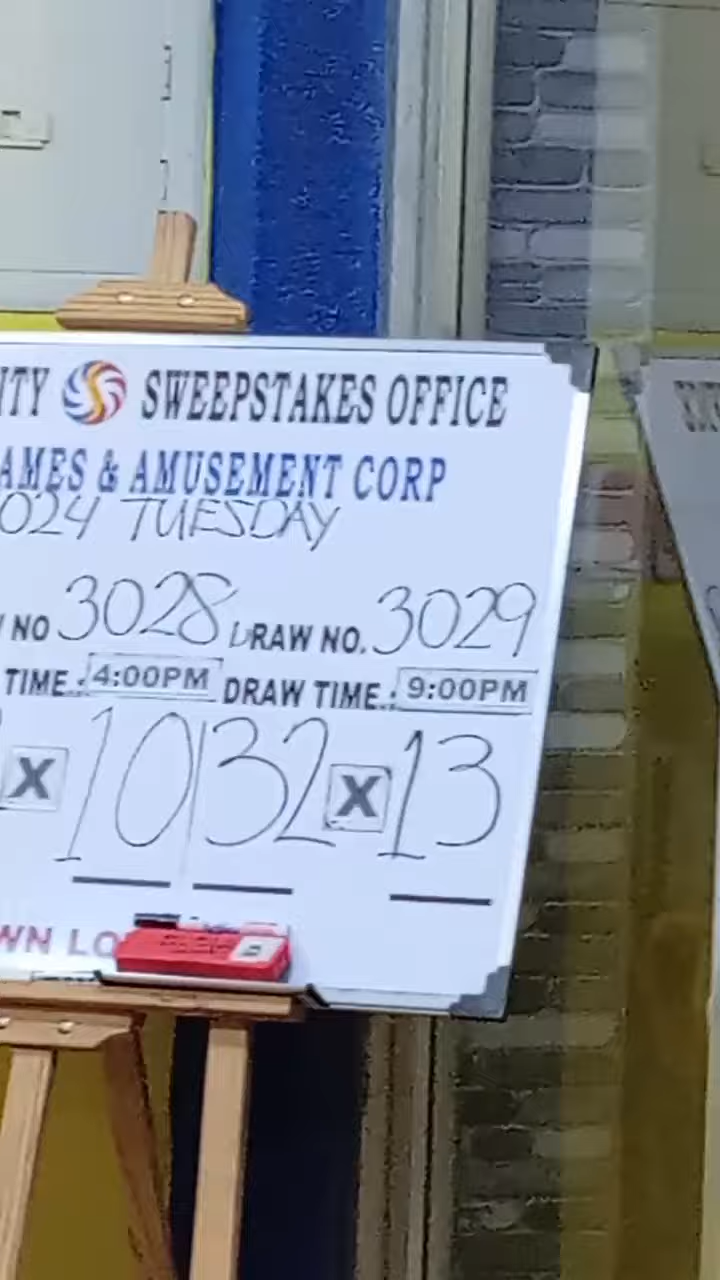 ITY SWEEPSTAKES OFFICE
AMES & AMUSEMENT CORP
024 TUESDAY
NO 3028 DRAW NO. 3029
TIME.: 4:00PM DRAW TIME.: 9:00PM
X 10 32 X 13
WN LO